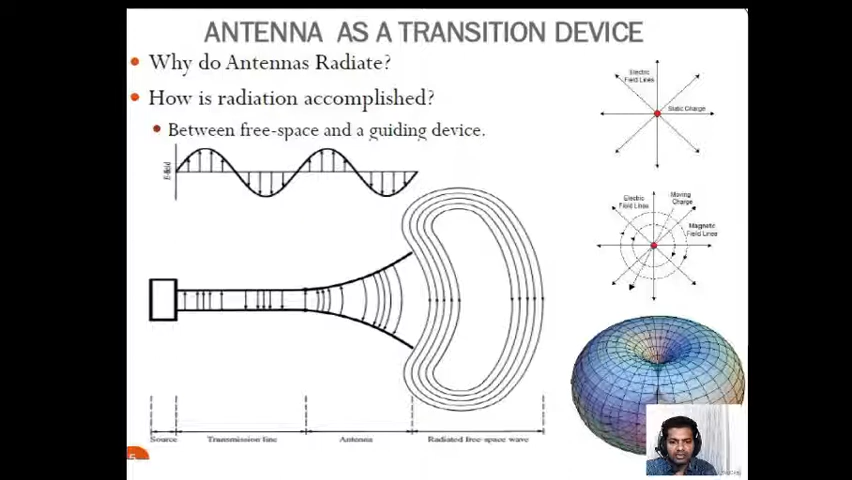 ANTENNA AS A TRANSITION DEVICE
Why do Antennas Radiate?
How is radiation accomplished?
Between free-space and a guiding device.
E-field
Source
Transmission line
Antenna
Radiated free-space wave
Electric
Field Lines
Static Charge
Electric
Field Lines
Moving
Charge
Magnetic
Field Lines
5